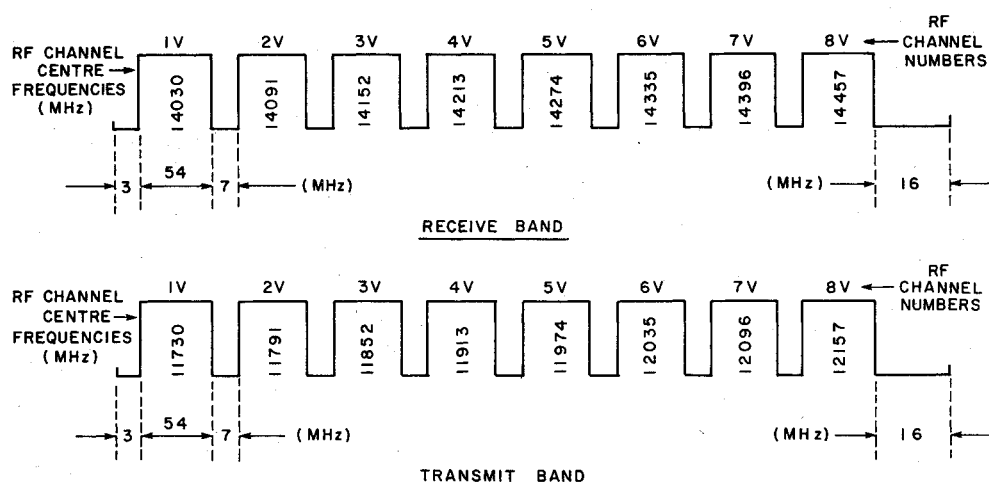 1V 2V 3V 4V 5V 6V 7V 8V
RF
CHANNEL
NUMBERS
RF CHANNEL
CENTRE
FREQUENCIES
(MHz)
14030 14091 14152 14213 14274 14335 14396 14457
3 54 7 (MHz) (MHz) 16
RECEIVE BAND
1V 2V 3V 4V 5V 6V 7V 8V
RF
CHANNEL
NUMBERS
RF CHANNEL
CENTRE
FREQUENCIES
(MHz)
11730 11791 11852 11913 11974 12035 12096 12157
3 54 7 (MHz) (MHz) 16
TRANSMIT BAND